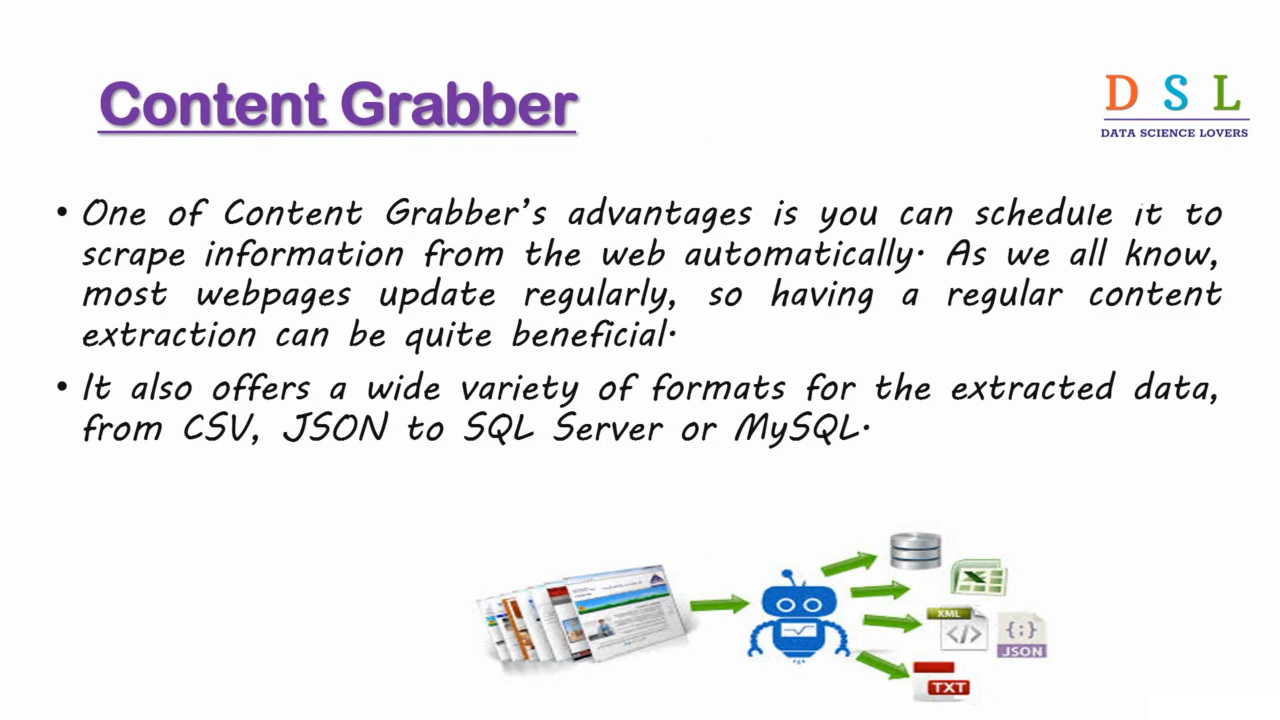 Content Grabber
D S L
DATA SCIENCE LOVERS
• One of Content Grabber's advantages is you can schedule it to
scrape information from the web automatically. As we all know,
most webpages update regularly, so having a regular content
extraction can be quite beneficial.
• It also offers a wide variety of formats for the extracted data,
from CSV, JSON to SQL Server or MySQL.
XML
</>
{;}
JSON
TXT